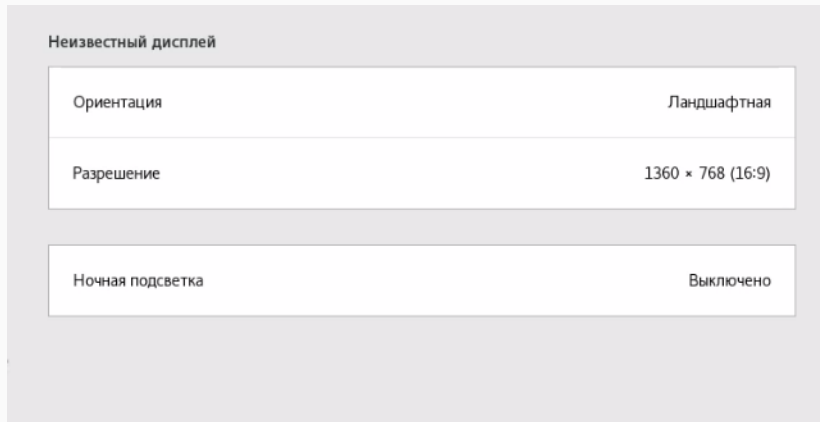 Неизвестный дисплей
Ориентация Ландшафтная
Разрешение 1360 × 768 (16:9)
Ночная подсветка Выключено